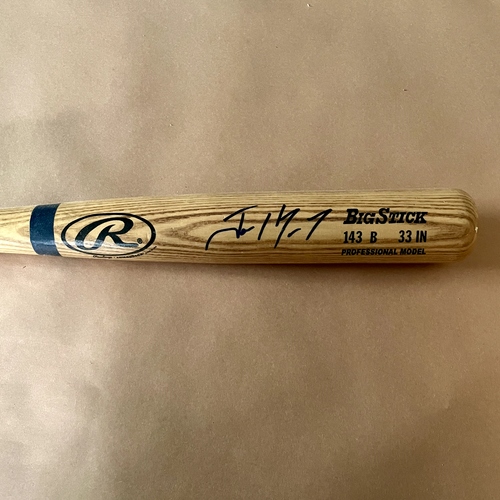 R
BIGSTICK
143 B 33 IN
PROFESSIONAL MODEL